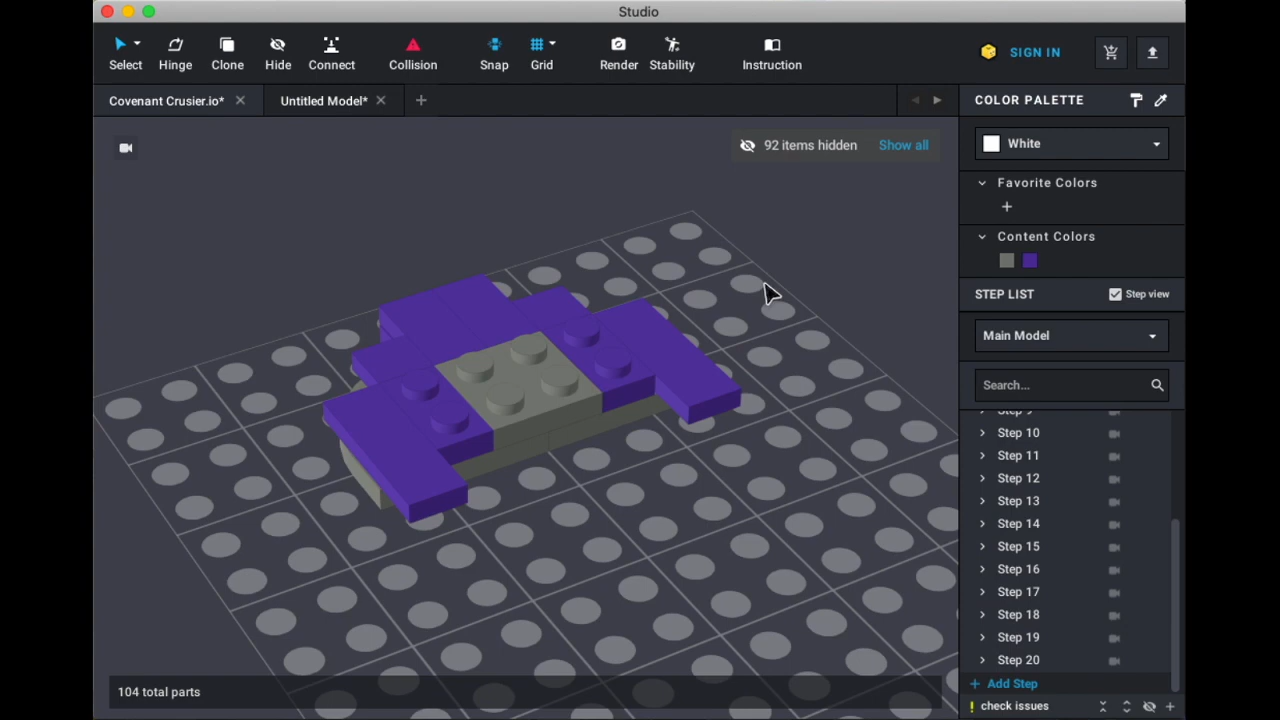 Studio
Select
Hinge
Clone
Hide
Connect
Collision
Snap
Grid
Render
Stability
Instruction
SIGN IN
Covenant Crusier.io*
Untitled Model*
COLOR PALETTE
92 items hidden
Show all
White
Favorite Colors
Content Colors
STEP LIST
Step view
Main Model
Search...
Step 9
Step 10
Step 11
Step 12
Step 13
Step 14
Step 15
Step 16
Step 17
Step 18
Step 19
Step 20
+ Add Step
104 total parts
! check issues